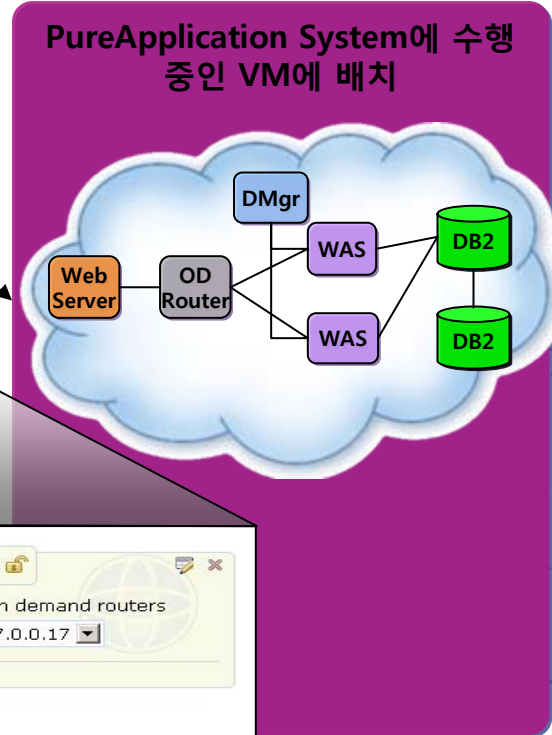 PureApplication System에 수행
중인 VM에 배치
DMgr
WAS
DB2
Web
Server
OD
Router
WAS
DB2
demand routers
7.0.0.17